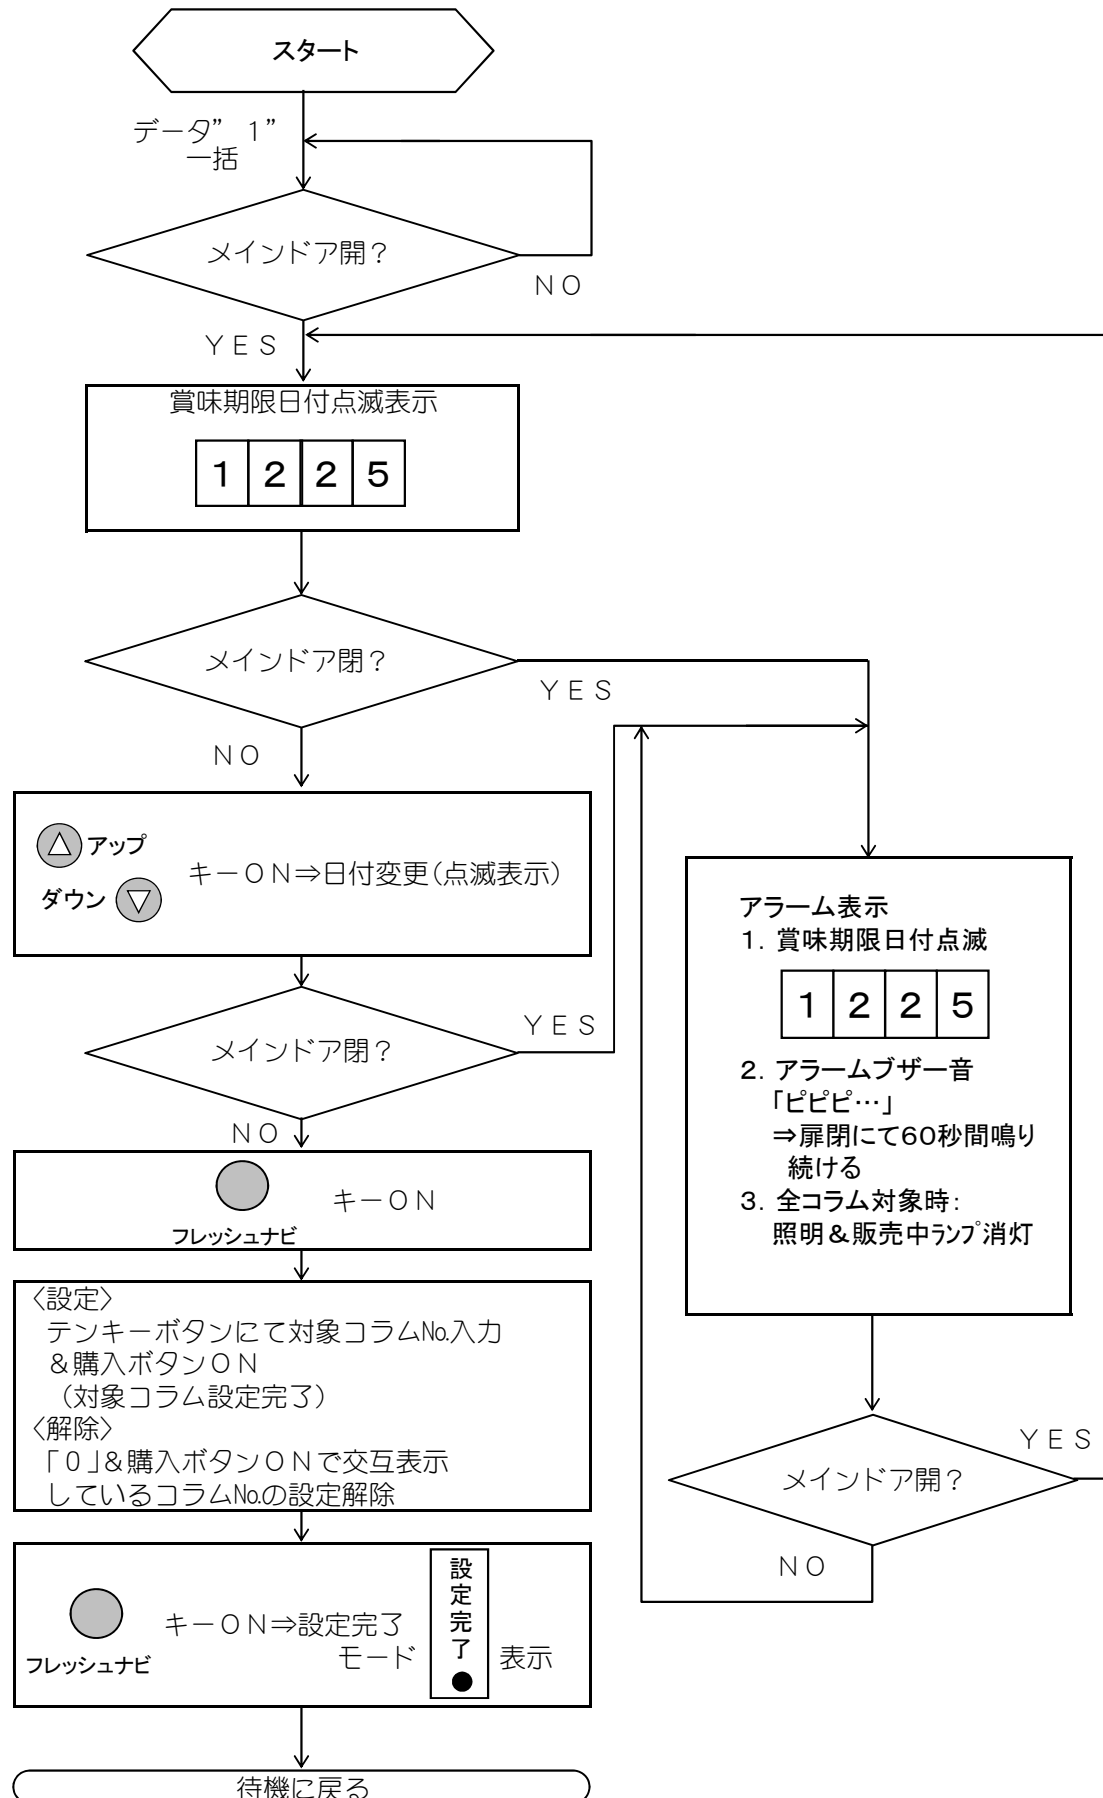 スタート
データ”１”
一括
メインドア開？
ＮＯ
ＹＥＳ
賞味期限日付点滅表示
１ ２ ２ ５
メインドア閉？
ＹＥＳ
ＮＯ
アップ
キーＯＮ⇒日付変更（点滅表示）
ダウン
メインドア閉？
ＹＥＳ
ＮＯ
キーＯＮ
フレッシュナビ
〈設定〉
テンキーボタンにて対象コラム№入力
＆購入ボタンＯＮ
（対象コラム設定完了）
〈解除〉
「０」＆購入ボタンＯＮで交互表示
しているコラム№の設定解除
キーＯＮ⇒設定完了
モード
設定完了●
表示
フレッシュナビ
待機に戻る
アラーム表示
１．賞味期限日付点滅
１ ２ ２ ５
２．アラームブザー音
「ピピピ…」
⇒扉閉にて６０秒間鳴り
続ける
３．全コラム対象時：
照明＆販売中ﾗﾝﾌﾟ消灯
メインドア開？
ＹＥＳ
ＮＯ